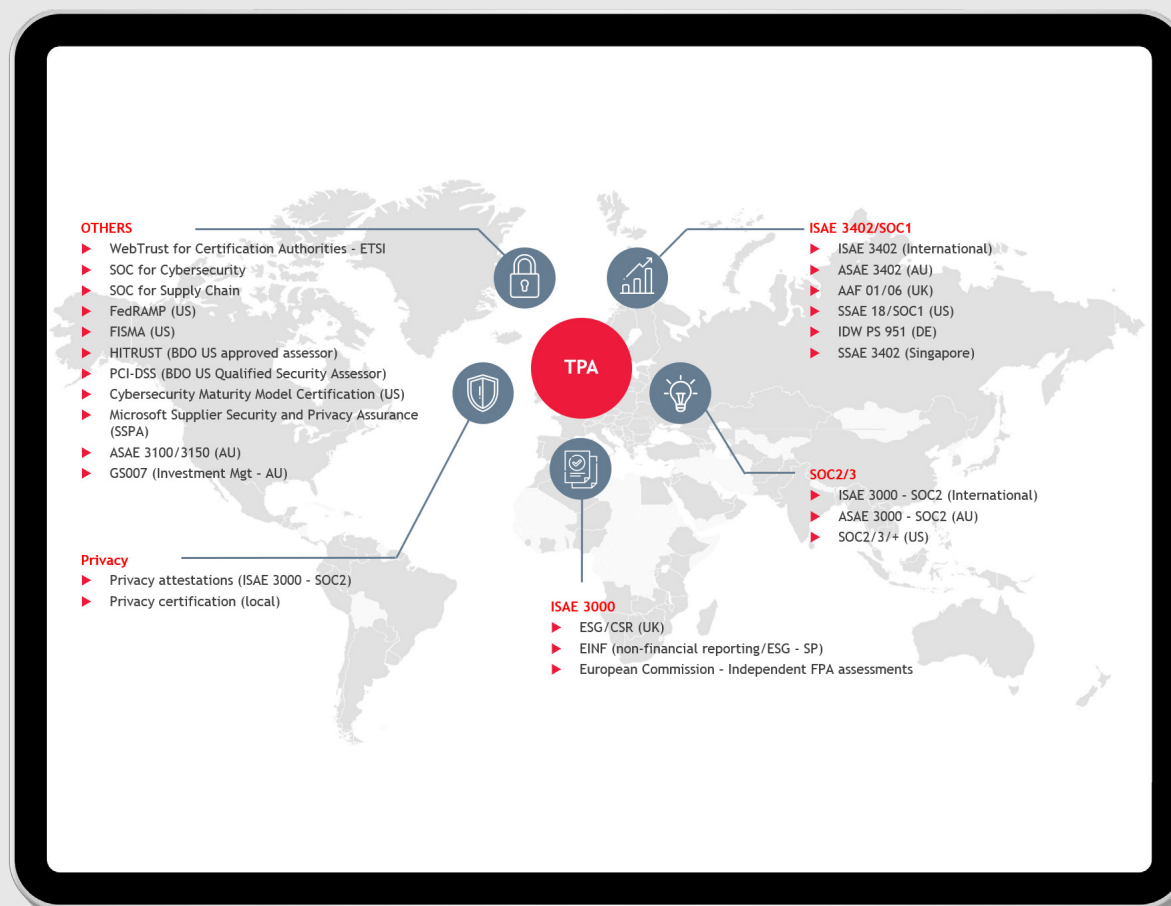 OTHERS
WebTrust for Certification Authorities - ETSI
SOC for Cybersecurity
SOC for Supply Chain
FedRAMP (US)
FISMA (US)
HITRUST (BDO US approved assessor)
PCI-DSS (BDO US Qualified Security Assessor)
Cybersecurity Maturity Model Certification (US)
Microsoft Supplier Security and Privacy Assurance
(SSPA)
ASAE 3100/3150 (AU)
GS007 (Investment Mgt - AU)
Privacy
Privacy attestations (ISAE 3000 - SOC2)
Privacy certification (local)
TPA
ISAE 3402/SOC1
ISAE 3402 (International)
ASAE 3402 (AU)
AAF 01/06 (UK)
SSAE 18/SOC1 (US)
IDW PS 951 (DE)
SSAE 3402 (Singapore)
SOC2/3
ISAE 3000 - SOC2 (International)
ASAE 3000 - SOC2 (AU)
SOC2/3/+ (US)
ISAE 3000
ESG/CSR (UK)
EINF (non-financial reporting/ESG - SP)
European Commission – Independent FPA assessments